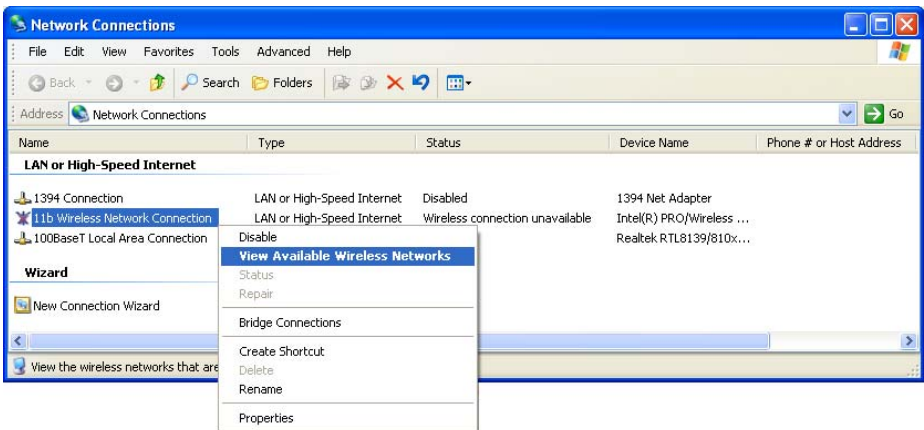 Network Connections
File Edit View Favorites Tools Advanced Help
Back Search Folders
Address Network Connections Go
Name Type Status Device Name Phone # or Host Address
LAN or High-Speed Internet
1394 Connection LAN or High-Speed Internet Disabled 1394 Net Adapter
11b Wireless Network Connection LAN or High-Speed Internet Wireless connection unavailable Intel(R) PRO/Wireless ...
100BaseT Local Area Connection Realtek RTL8139/810x...
Disable
View Available Wireless Networks
Status
Repair
Bridge Connections
Create Shortcut
Delete
Rename
Properties
Wizard
New Connection Wizard
View the wireless networks that are